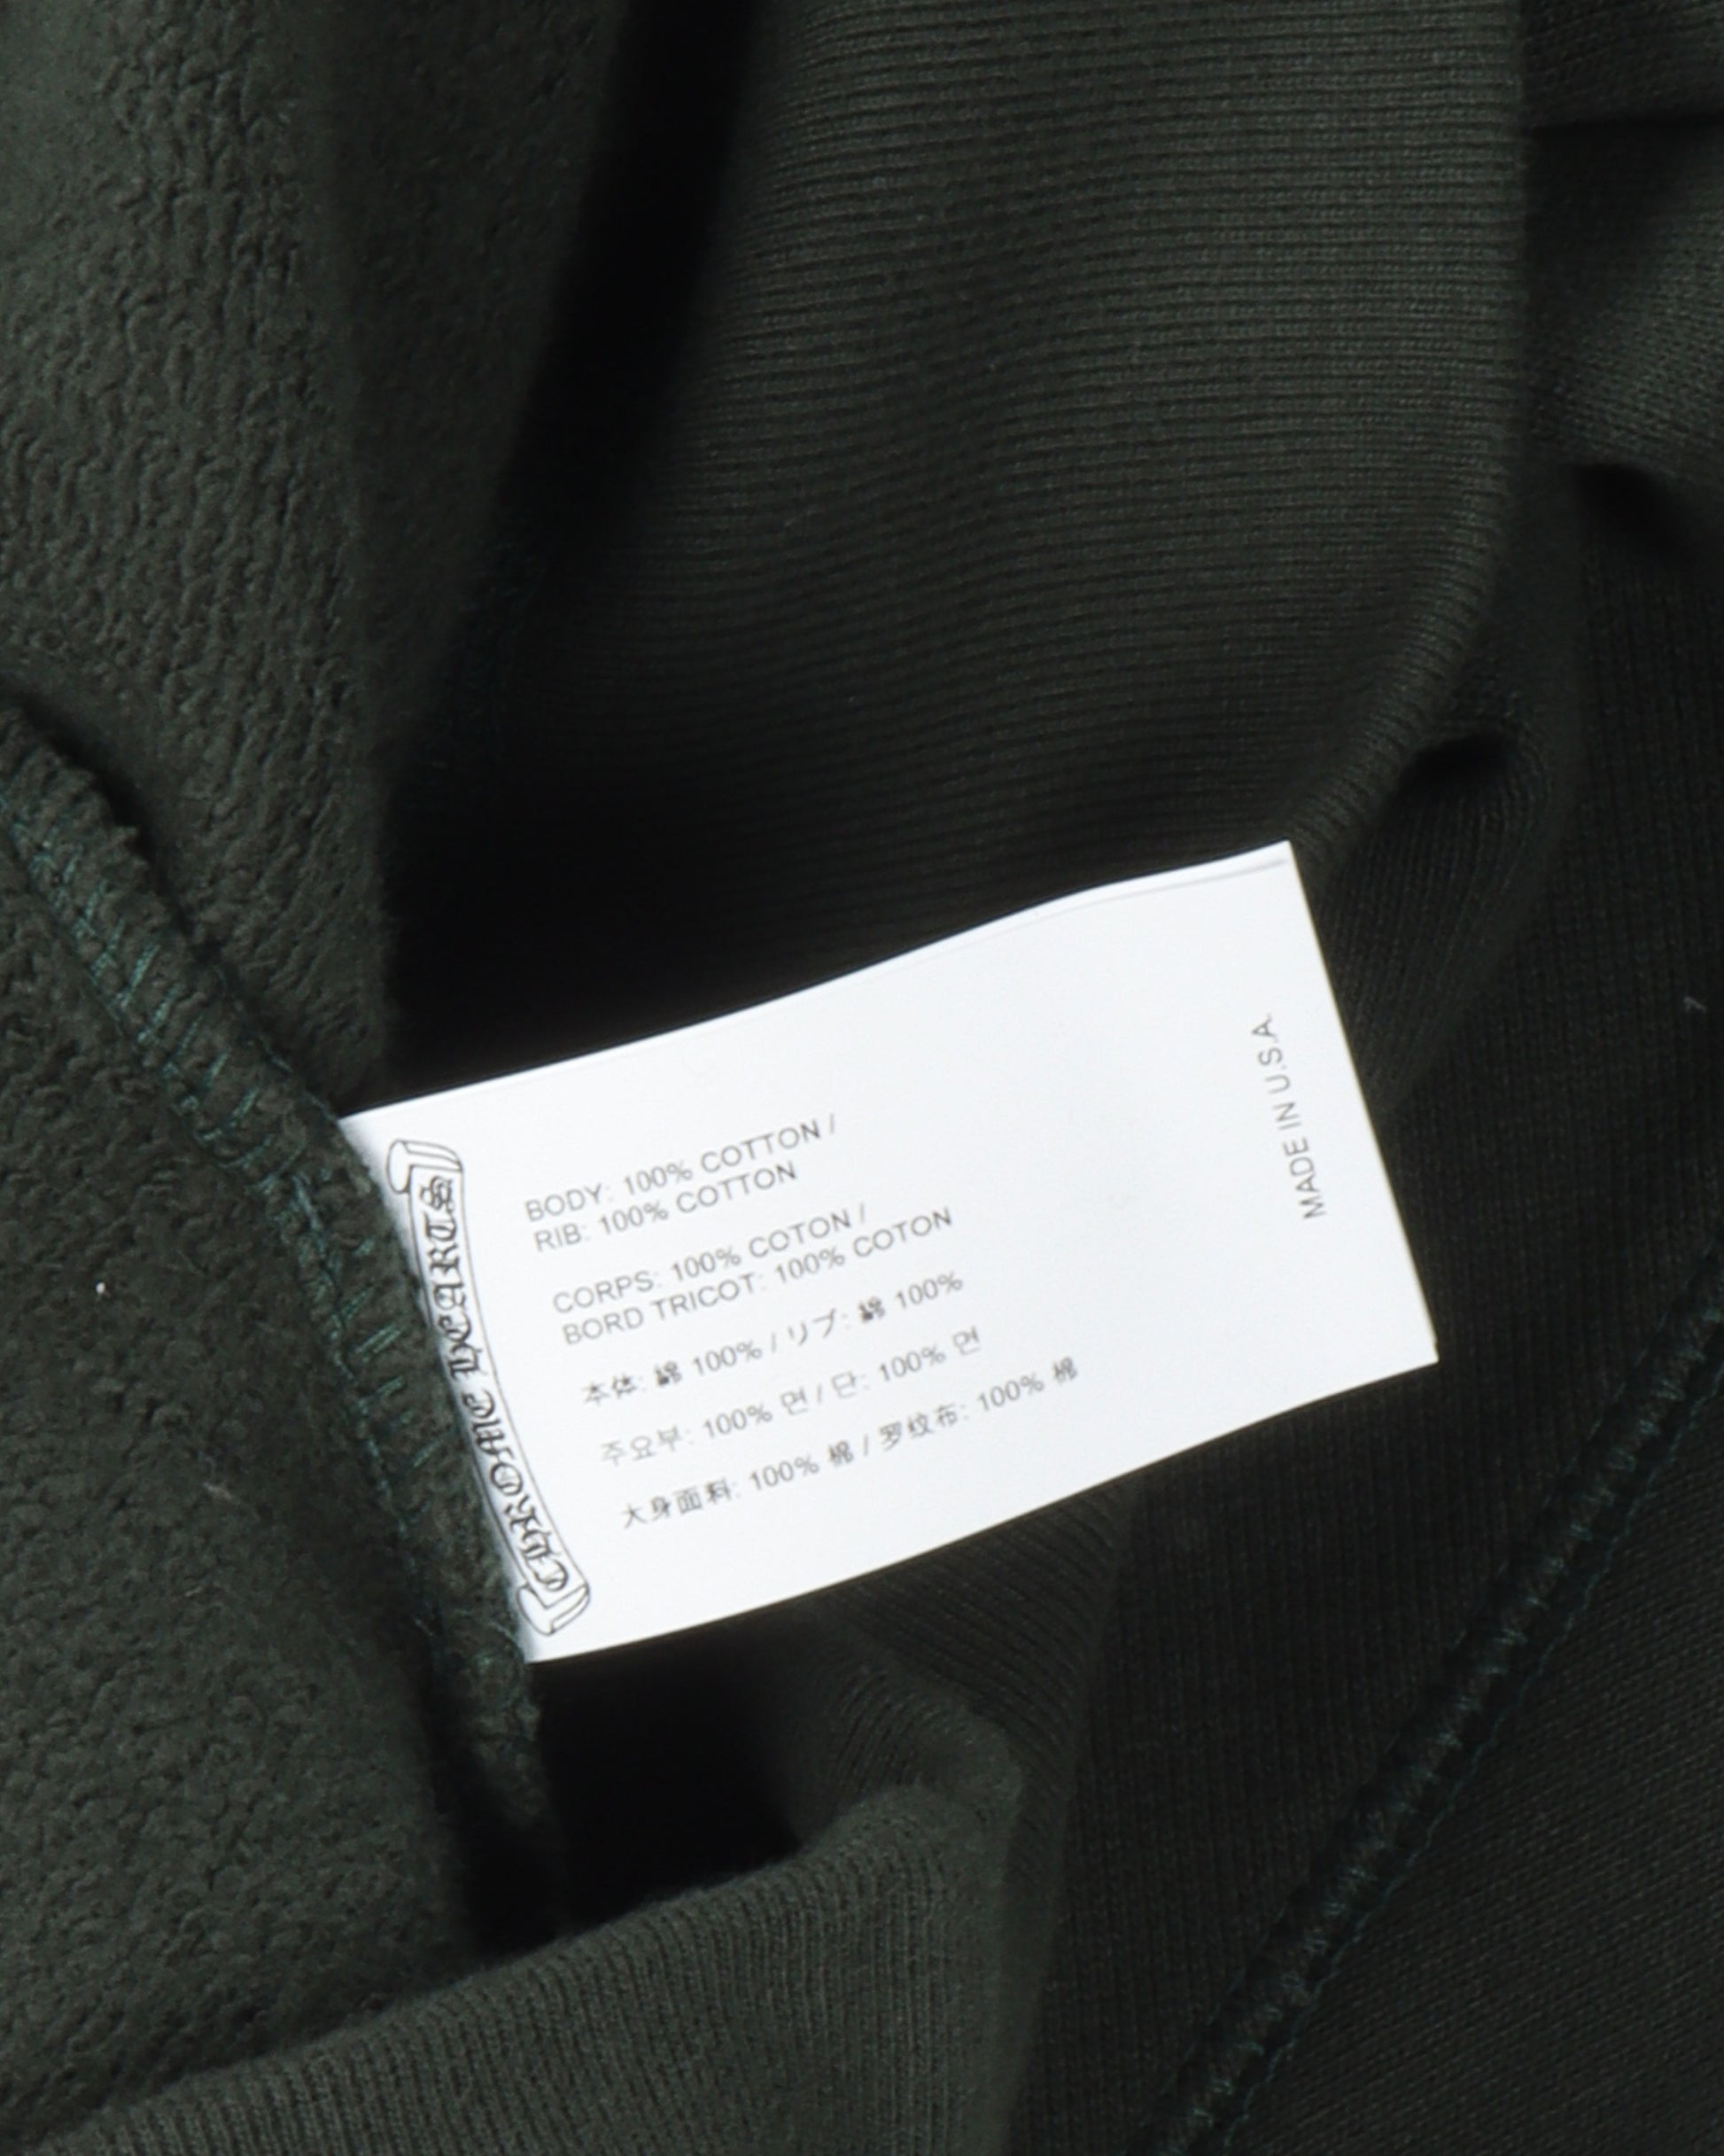 CHROME HEARTS
BODY: 100% COTTON /
RIB: 100% COTTON
CORPS: 100% COTON /
BORD TRICOT: 100% COTON
本体: 綿 100% / リブ: 綿 100%
주요부: 100% 면 / 단: 100% 면
大身面料: 100% 棉 / 罗纹布: 100% 棉
MADE IN U.S.A.